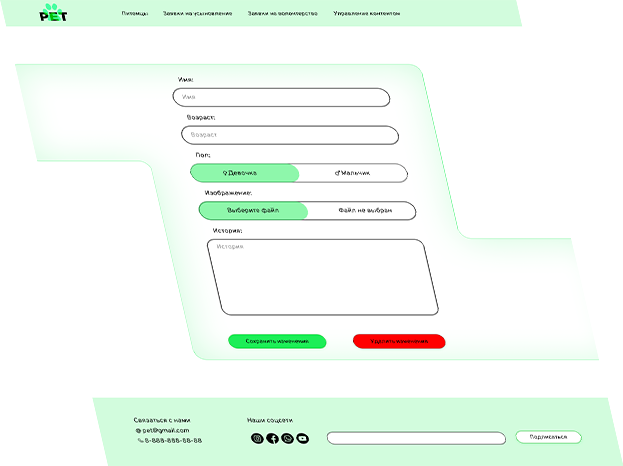 PET
Питомцы Заявки на усыновление Заявки на волонтерство Управление контентом
Имя:
Имя
Возраст:
Возраст
Пол:
♀ Девочка ♂ Мальчик
Изображение:
Выберите файл Файл не выбран
История:
История
Сохранить изменения Удалить изменения
Связаться с нами Наши соцсети
pet@gmail.com
8-888-888-88-88
Подписаться